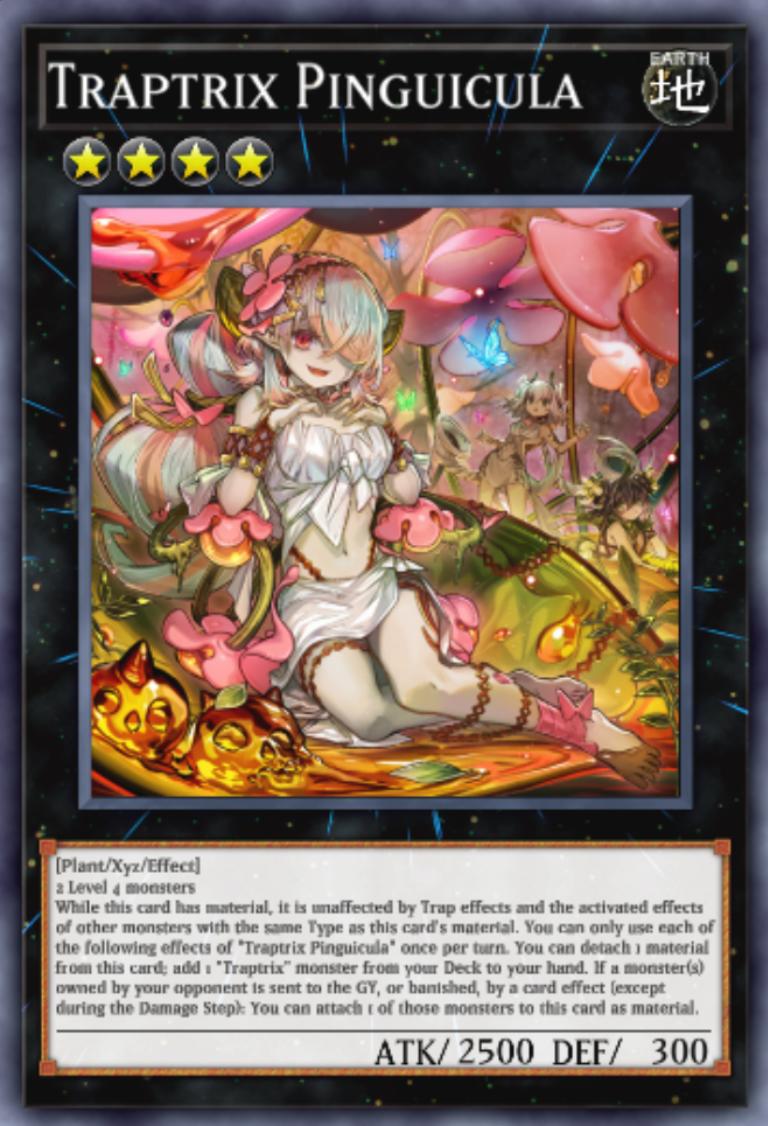 TRAPTRIX PINGUICULA
EARTH
地
[Plant/Xyz/Effect]
2 Level 4 monsters
While this card has material, it is unaffected by Trap effects and the activated effects
of other monsters with the same Type as this card's material. You can only use each of
the following effects of "Traptrix Pinguicula" once per turn. You can detach 1 material
from this card; add 1 "Traptrix" monster from your Deck to your hand. If a monster(s)
owned by your opponent is sent to the GY, or banished, by a card effect (except
during the Damage Step): You can attach 1 of those monsters to this card as material.
ATK/ 2500 DEF/ 300